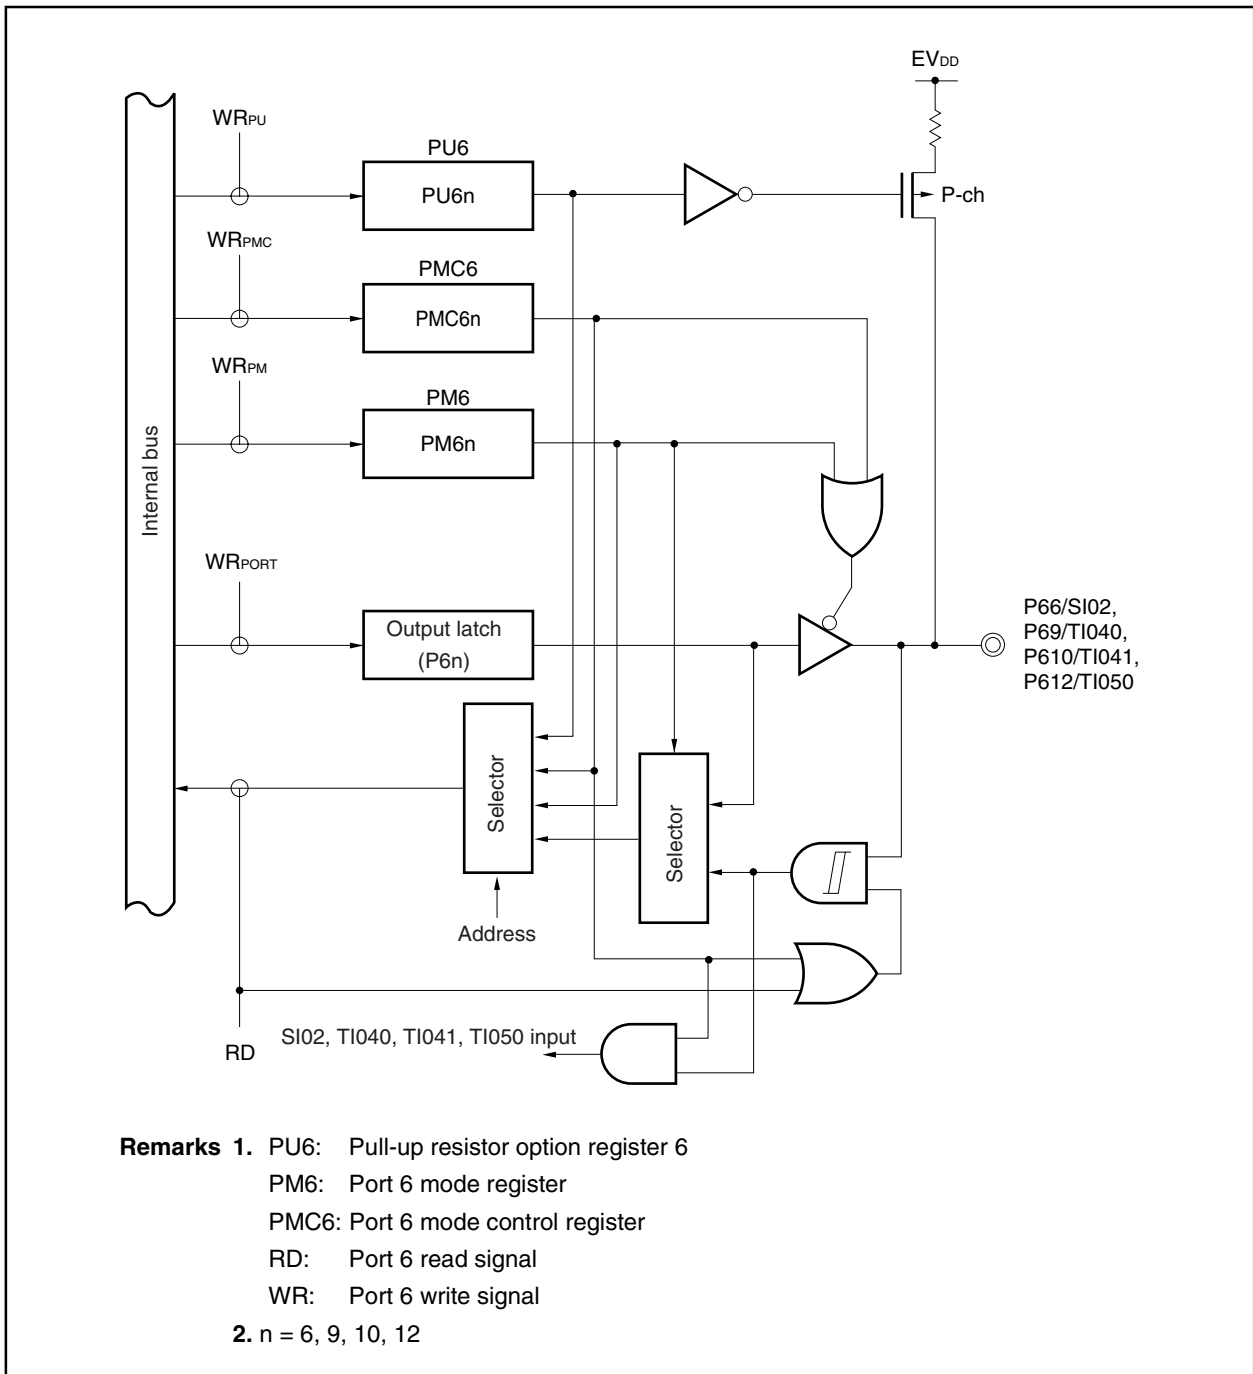 EVDD
WRPU
PU6
PU6n
P-ch
WRPMC
PMC6
PMC6n
WRPM
PM6
PM6n
Internal bus
WRPORT
Output latch
(P6n)
P66/SI02,
P69/TI040,
P610/TI041,
P612/TI050
Selector
Selector
Address
SI02, TI040, TI041, TI050 input
RD
Remarks 1. PU6: Pull-up resistor option register 6
PM6: Port 6 mode register
PMC6: Port 6 mode control register
RD: Port 6 read signal
WR: Port 6 write signal
2. n = 6, 9, 10, 12